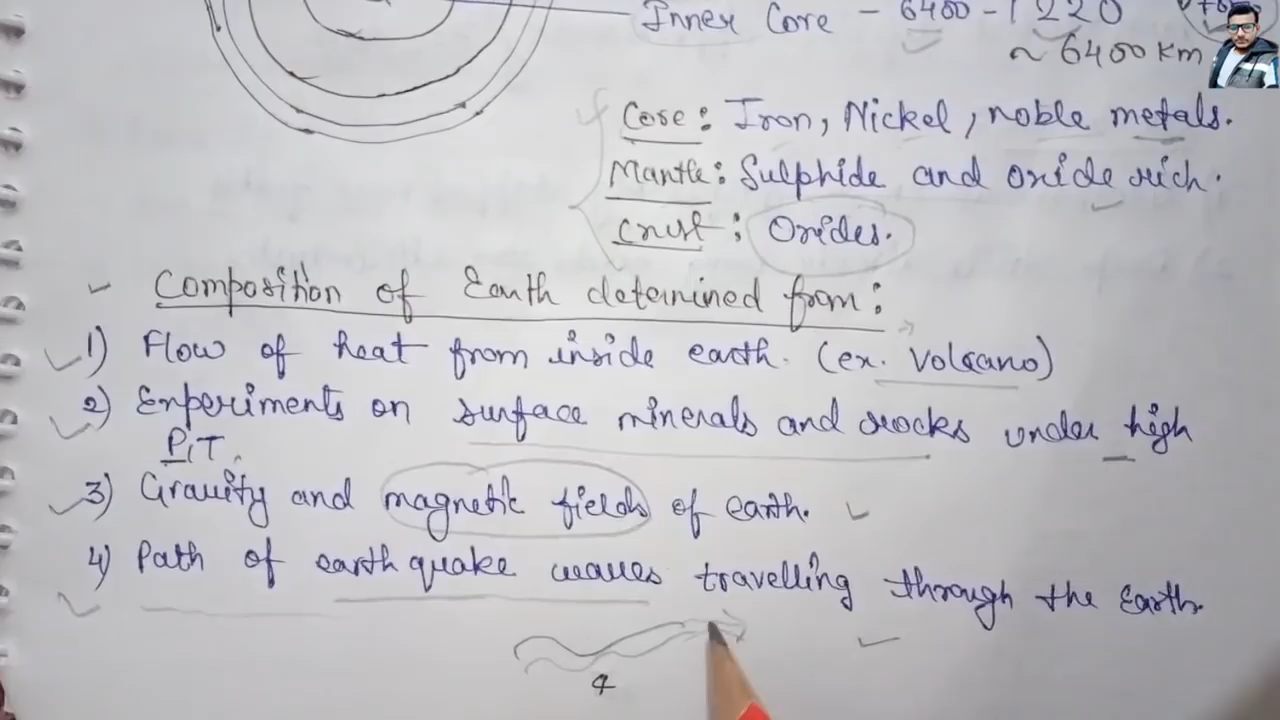 Inner Core - 6400 - 1220
~ 6400 Km
Core: Iron, Nickel, noble metals.
Mantle: Sulphide and oxide rich.
Crust: Oxides.
Composition of Earth determined from:
1) Flow of heat from inside earth. (ex. Volcano)
2) Experiments on surface minerals and rocks under high
P,T.
3) Gravity and magnetic fields of earth.
4) Path of earthquake waves travelling through the Earth.
4